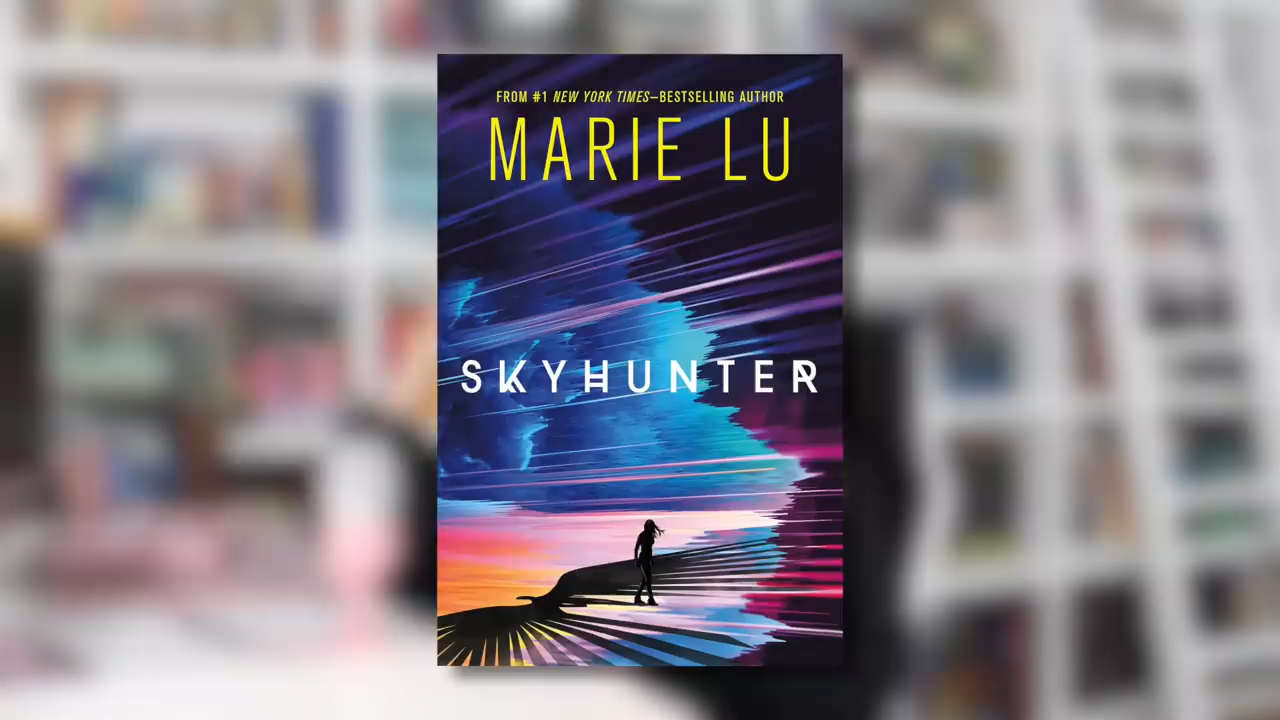 FROM #1 NEW YORK TIMES—BESTSELLING AUTHOR
MARIE LU
SKYHUNTER